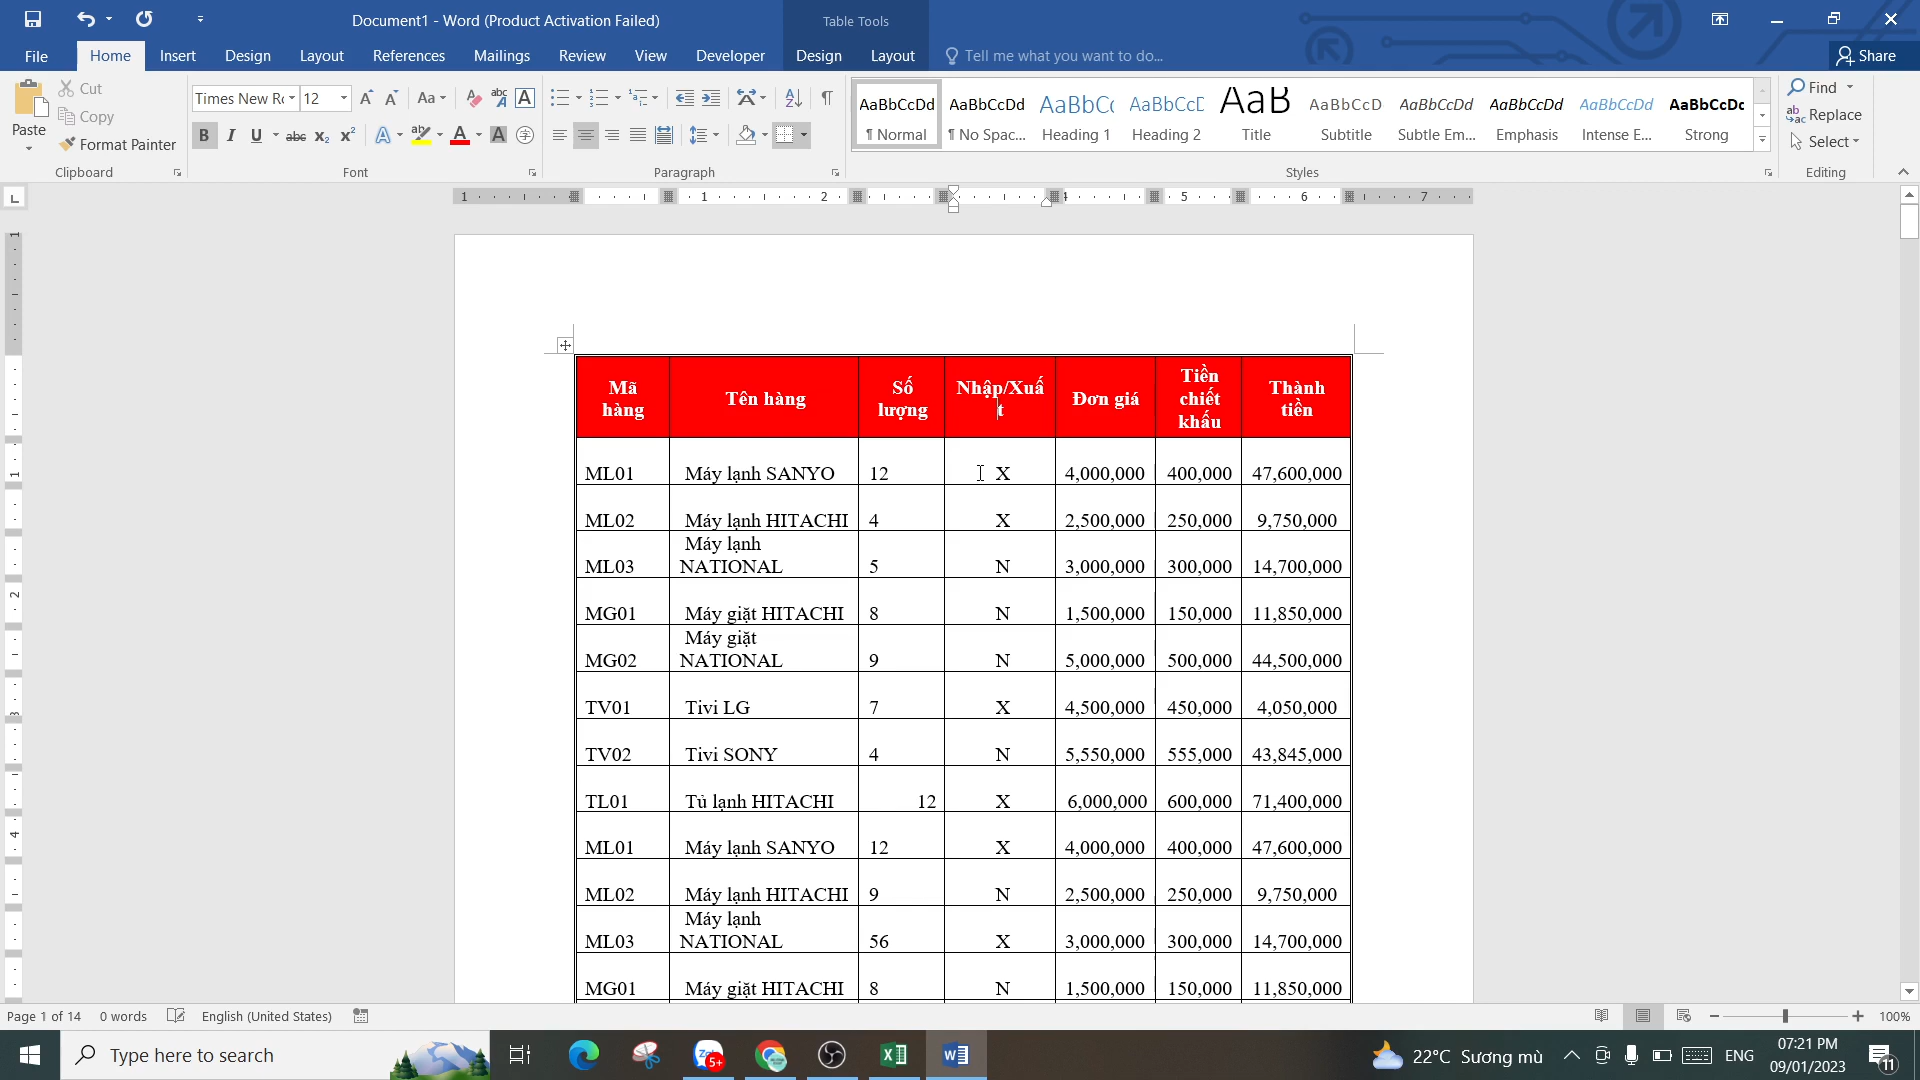 Document1 - Word (Product Activation Failed)
Table Tools
File Home Insert Design Layout References Mailings Review View Developer Design Layout Tell me what you want to do... Share
Paste
Cut
Copy
Format Painter
Clipboard
Times New Ro 12
Font
Paragraph
AaBbCcDd AaBbCcDd AaBbCc AaBbCcD AaB AaBbCcD AaBbCcDd AaBbCcDd AaBbCcDd AaBbCcDc
¶ Normal ¶ No Spac... Heading 1 Heading 2 Title Subtitle Subtle Em... Emphasis Intense E... Strong
Styles
Find
Replace
Select
Editing
1 1 2 4 5 6 7
Mã hàng Tên hàng Số lượng Nhập/Xuất Đơn giá Tiền chiết khấu Thành tiền
ML01 Máy lạnh SANYO 12 X 4,000,000 400,000 47,600,000
ML02 Máy lạnh HITACHI 4 X 2,500,000 250,000 9,750,000
ML03 Máy lạnh NATIONAL 5 N 3,000,000 300,000 14,700,000
MG01 Máy giặt HITACHI 8 N 1,500,000 150,000 11,850,000
MG02 Máy giặt NATIONAL 9 N 5,000,000 500,000 44,500,000
TV01 Tivi LG 7 X 4,500,000 450,000 4,050,000
TV02 Tivi SONY 4 N 5,550,000 555,000 43,845,000
TL01 Tủ lạnh HITACHI 12 X 6,000,000 600,000 71,400,000
ML01 Máy lạnh SANYO 12 X 4,000,000 400,000 47,600,000
ML02 Máy lạnh HITACHI 9 N 2,500,000 250,000 9,750,000
ML03 Máy lạnh NATIONAL 56 X 3,000,000 300,000 14,700,000
MG01 Máy giặt HITACHI 8 N 1,500,000 150,000 11,850,000
Page 1 of 14 0 words English (United States) 100%
Type here to search
5+
22°C Sương mù
ENG
07:21 PM
09/01/2023
11